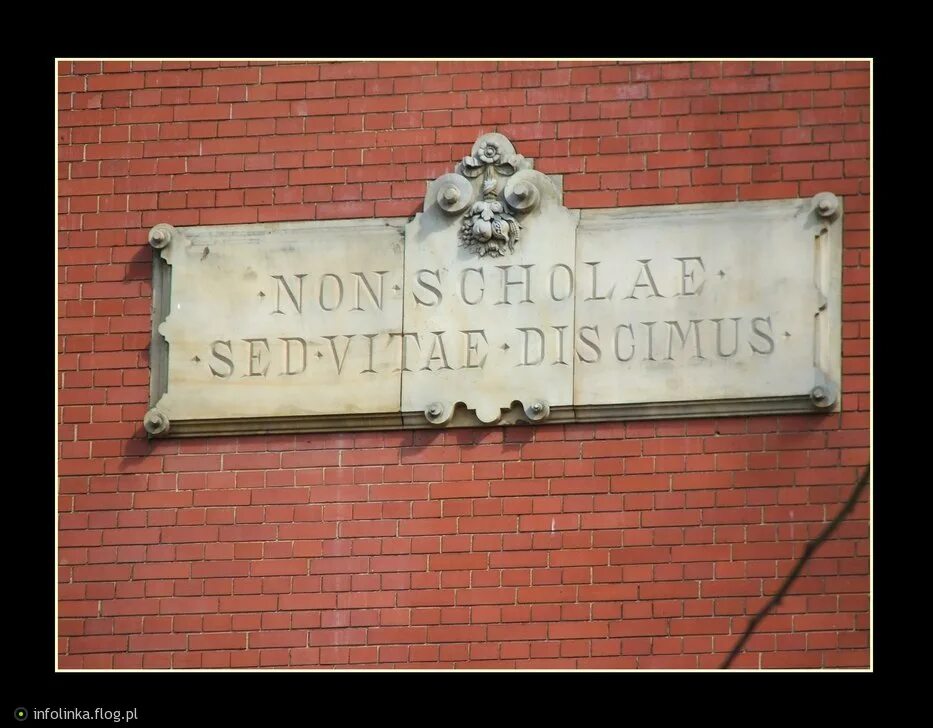 ·NON·SCHOLAE·
·SED·VITAE·DISCIMUS·
infolinka.flog.pl